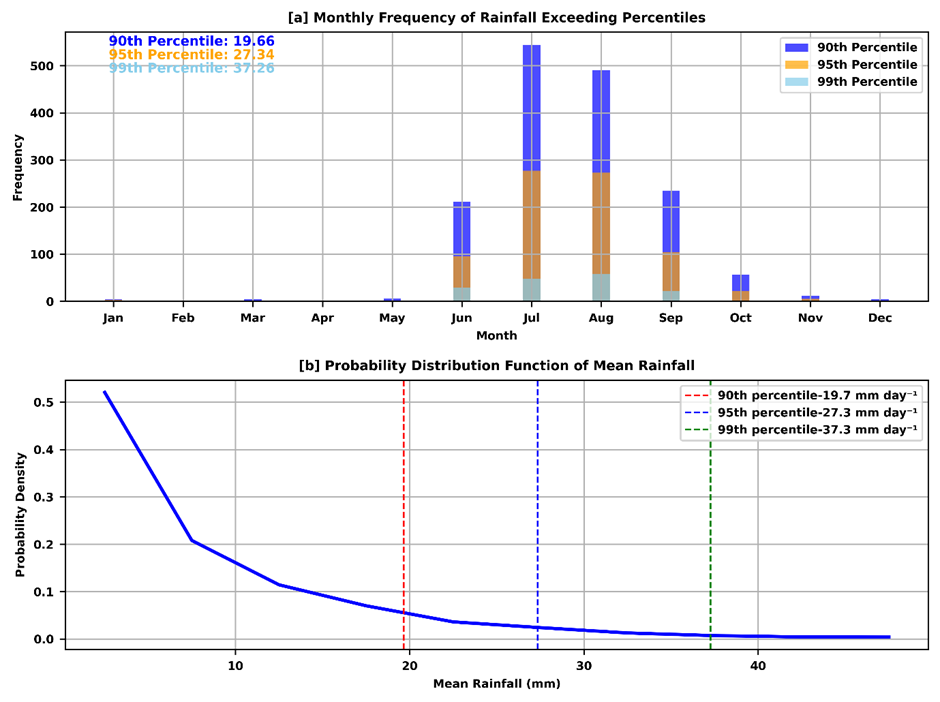 [a] Monthly Frequency of Rainfall Exceeding Percentiles
90th Percentile: 19.66
95th Percentile: 27.34
99th Percentile: 37.26
90th Percentile
95th Percentile
99th Percentile
500
400
300
200
100
0
Frequency
Jan Feb Mar Apr May Jun Jul Aug Sep Oct Nov Dec
Month
[b] Probability Distribution Function of Mean Rainfall
90th percentile-19.7 mm day⁻¹
95th percentile-27.3 mm day⁻¹
99th percentile-37.3 mm day⁻¹
0.5
0.4
0.3
0.2
0.1
0.0
Probability Density
10 20 30 40
Mean Rainfall (mm)